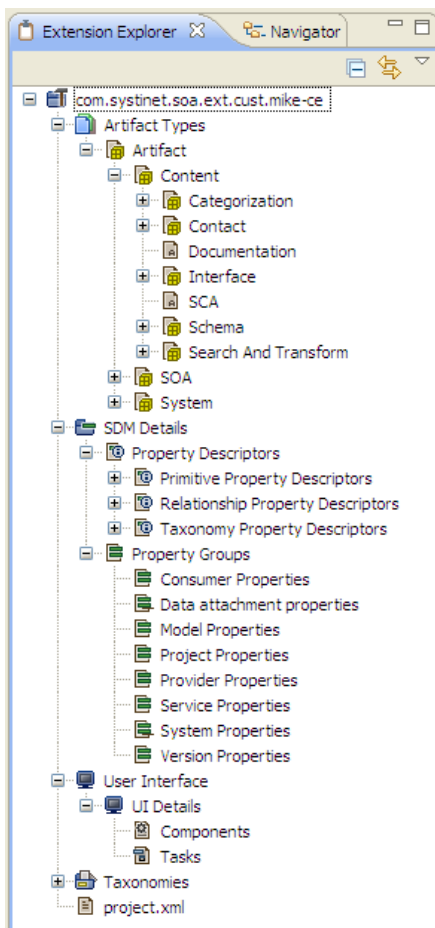 Extension Explorer Navigator
com.systinet.soa.ext.cust.mike-ce
Artifact Types
Artifact
Content
Categorization
Contact
Documentation
Interface
SCA
Schema
Search And Transform
SOA
System
SDM Details
Property Descriptors
Primitive Property Descriptors
Relationship Property Descriptors
Taxonomy Property Descriptors
Property Groups
Consumer Properties
Data attachment properties
Model Properties
Project Properties
Provider Properties
Service Properties
System Properties
Version Properties
User Interface
UI Details
Components
Tasks
Taxonomies
project.xml